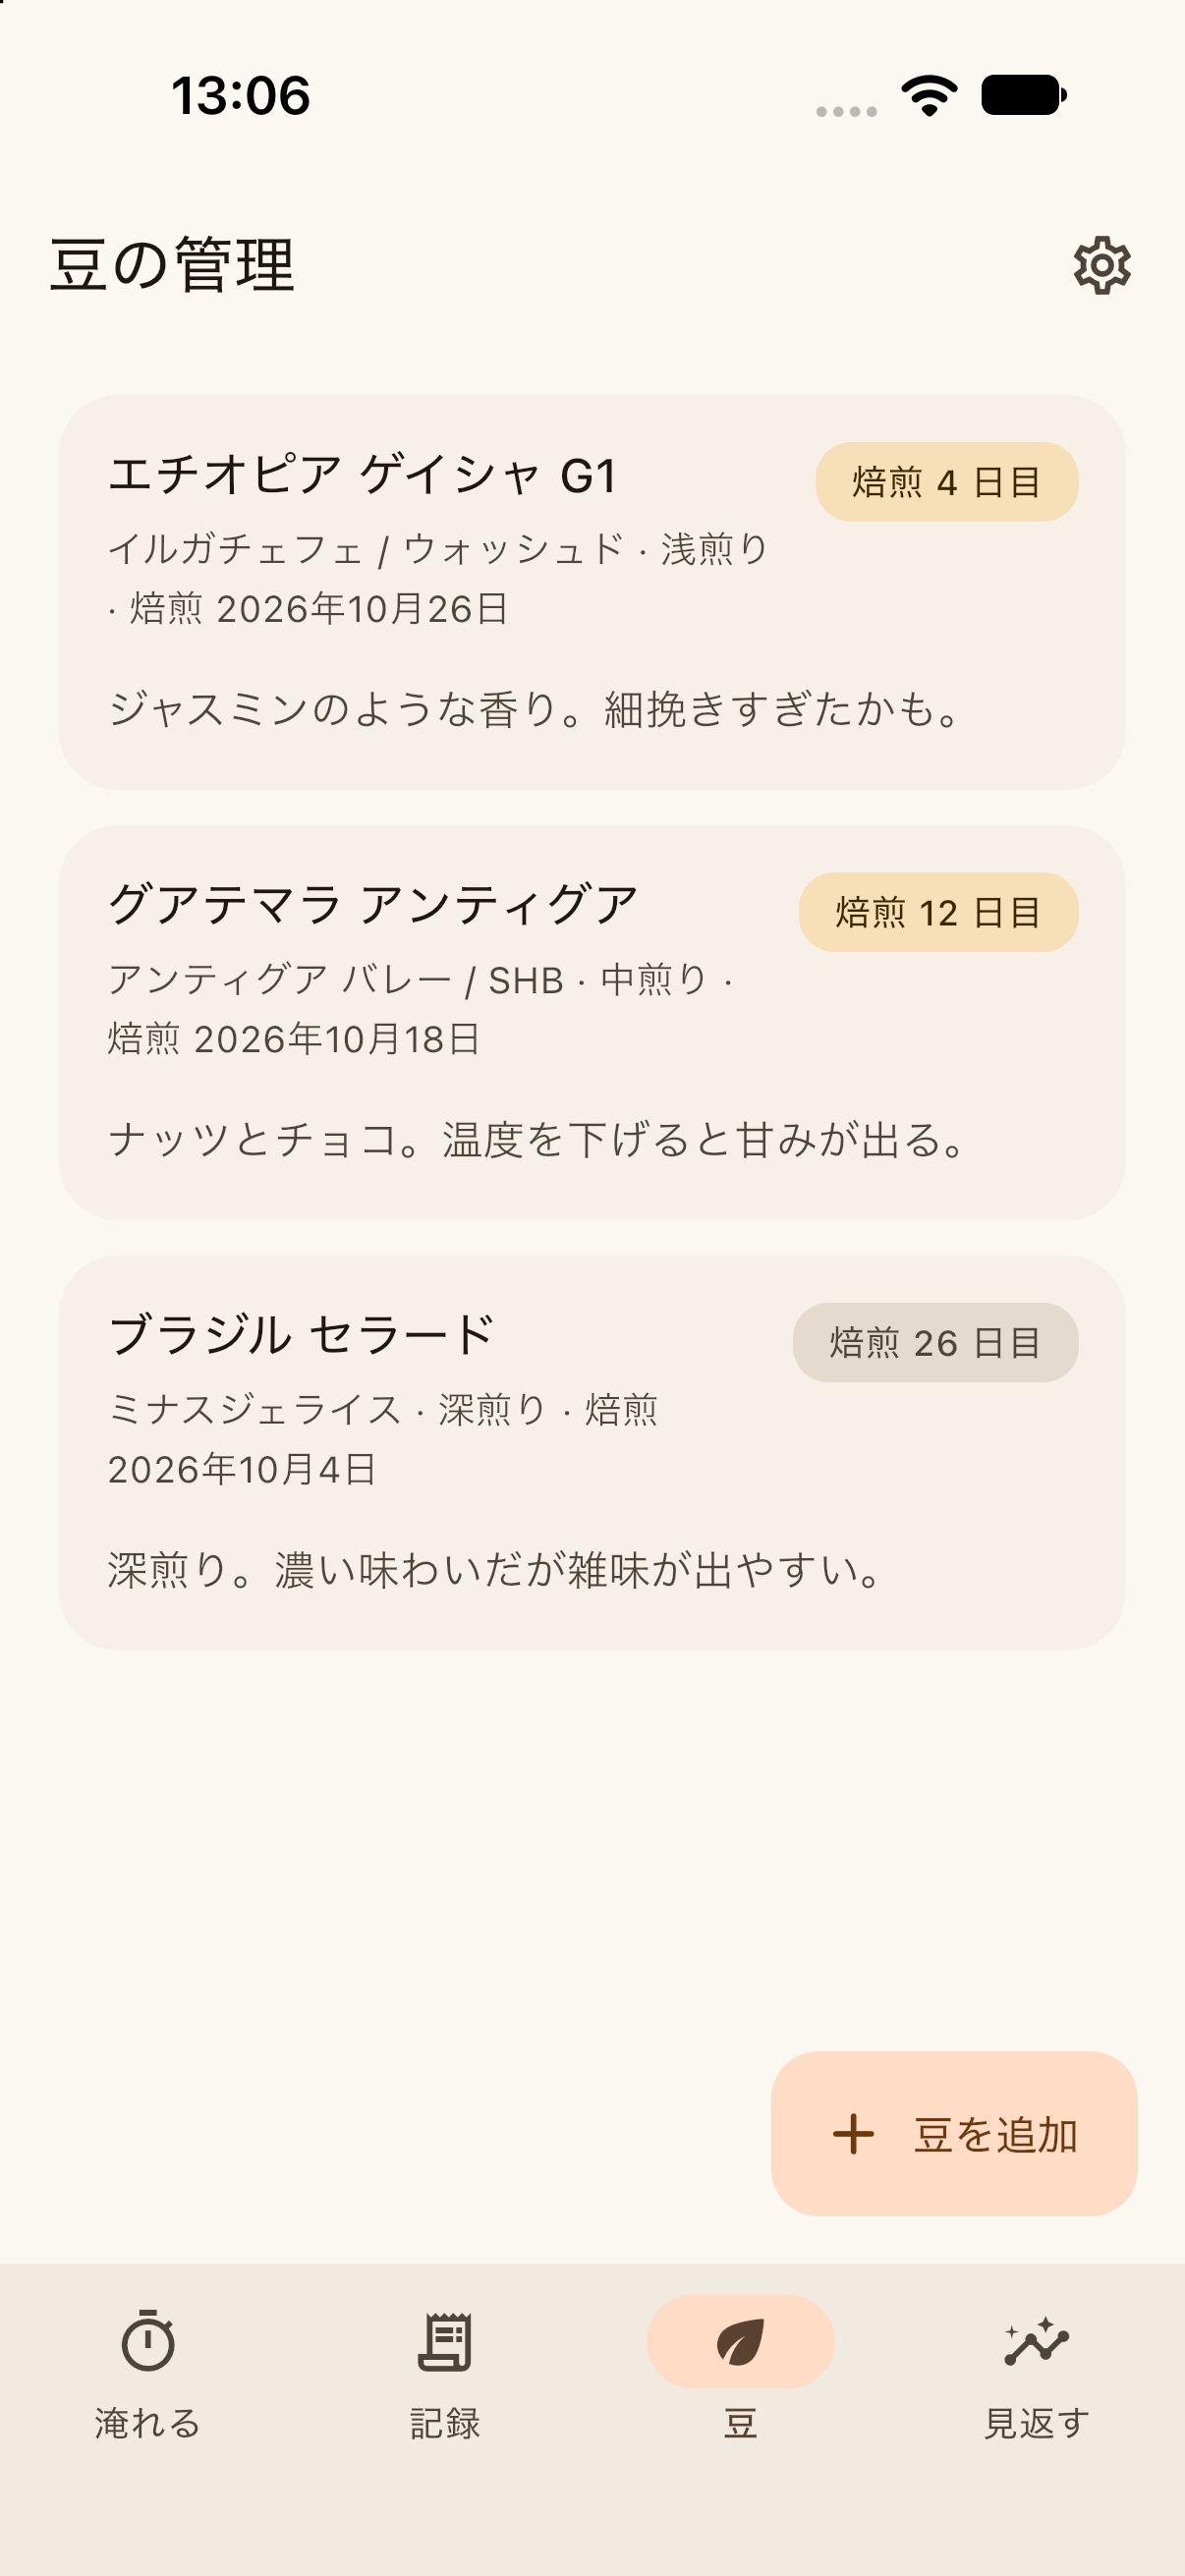 13:06
豆の管理
エチオピア ゲイシャ G1
焙煎 4 日目
イルガチェフェ / ウォッシュド · 浅煎り
· 焙煎 2026年10月26日
ジャスミンのような香り。細挽きすぎたかも。
グアテマラ アンティグア
焙煎 12 日目
アンティグア バレー / SHB · 中煎り ·
焙煎 2026年10月18日
ナッツとチョコ。温度を下げると甘みが出る。
ブラジル セラード
焙煎 26 日目
ミナスジェライス · 深煎り · 焙煎
2026年10月4日
深煎り。濃い味わいだが雑味が出やすい。
豆を追加
淹れる
記録
豆
見返す